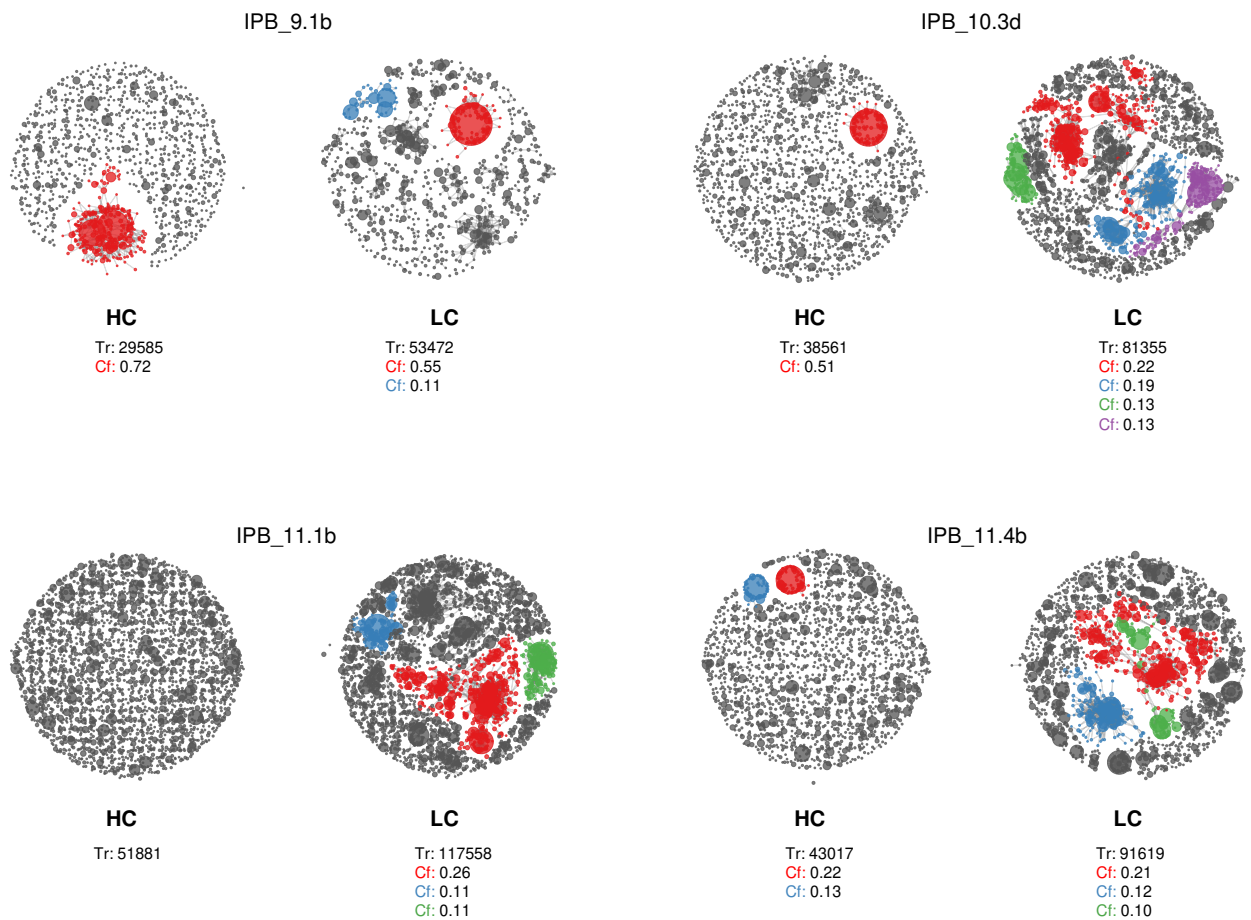 IPB_9.1b
HC
Tr: 29585
Cf: 0.72
LC
Tr: 53472
Cf: 0.55
Cf: 0.11
IPB_10.3d
HC
Tr: 38561
Cf: 0.51
LC
Tr: 81355
Cf: 0.22
Cf: 0.19
Cf: 0.13
Cf: 0.13
IPB_11.1b
HC
Tr: 51881
LC
Tr: 117558
Cf: 0.26
Cf: 0.11
Cf: 0.11
IPB_11.4b
HC
Tr: 43017
Cf: 0.22
Cf: 0.13
LC
Tr: 91619
Cf: 0.21
Cf: 0.12
Cf: 0.10